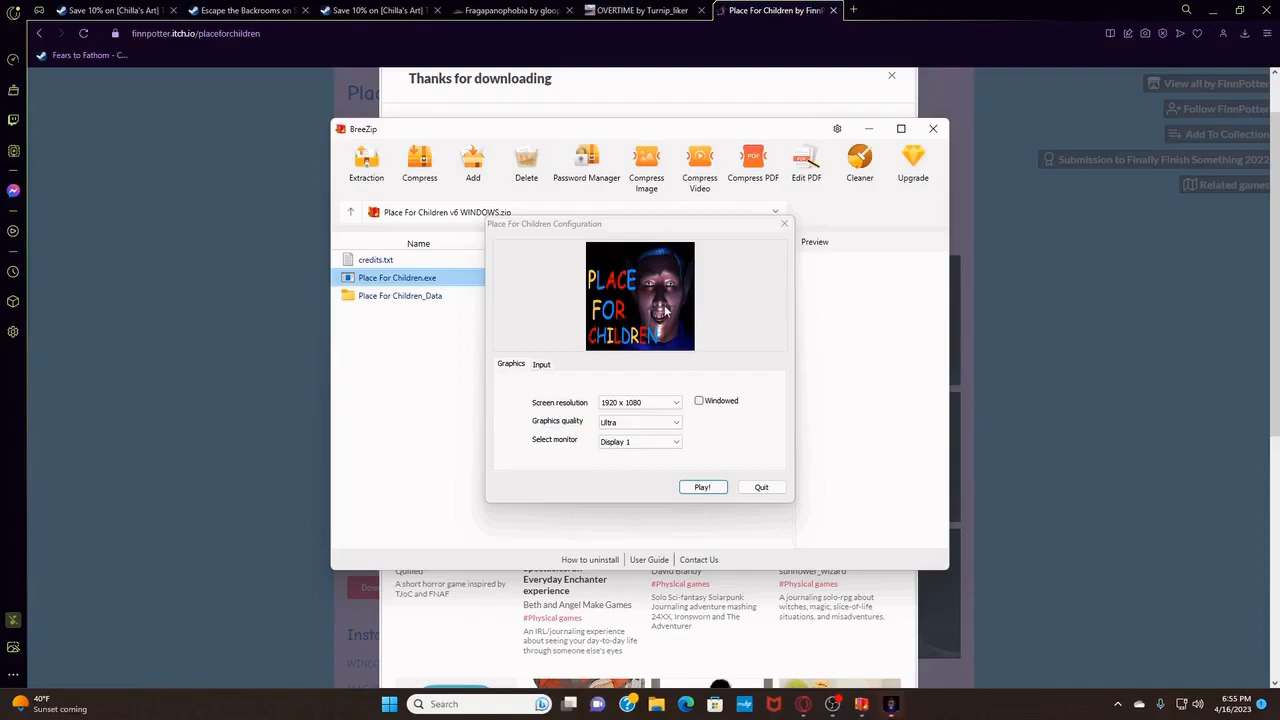 Save 10% on [Chilla's Art] T
Escape the Backrooms on S
Save 10% on [Chilla's Art] T
Fragapanophobia by gloop
OVERTIME by Turnip_liker
Place For Children by FinnP
finnpotter.itch.io/placeforchildren
Fears to Fathom - C...
Thanks for downloading
View all by FinnPotter
Follow FinnPotter
Add To Collection
Submission to Finally Finish Something 2022
Related games
BreeZip
Extraction
Compress
Add
Delete
Password Manager
Compress Image
Compress Video
Compress PDF
Edit PDF
Cleaner
Upgrade
Place For Children v6 WINDOWS.zip
Name
Preview
credits.txt
Place For Children.exe
Place For Children_Data
Place For Children Configuration
PLACE
FOR
CHILDREN
Graphics
Input
Screen resolution
1920 x 1080
Windowed
Graphics quality
Ultra
Select monitor
Display 1
Play!
Quit
How to uninstall
User Guide
Contact Us
A short horror game inspired by
TJoC and FNAF
Everyday Enchanter
experience
Beth and Angel Make Games
#Physical games
An IRL/journaling experience
about seeing your day-to-day life
through someone else's eyes
David Blandy
#Physical games
Solo Sci-fantasy Solarpunk
Journaling adventure mashing
24XX, Ironsworn and The
Adventurer
sunflower_wizard
#Physical games
A journaling solo-rpg about
witches, magic, slice-of-life
situations, and misadventures.
40°F
Sunset coming
Search
6:55 PM
4/16/2023